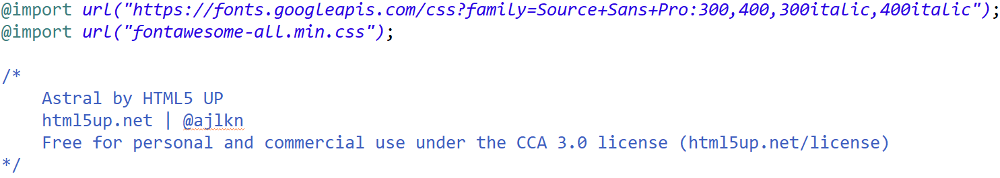 @import url("https://fonts.googleapis.com/css?family=Source+Sans+Pro:300,400,300italic,400italic");
@import url("fontawesome-all.min.css");
/*
Astral by HTML5 UP
html5up.net | @ajlkn
Free for personal and commercial use under the CCA 3.0 license (html5up.net/license)
*/